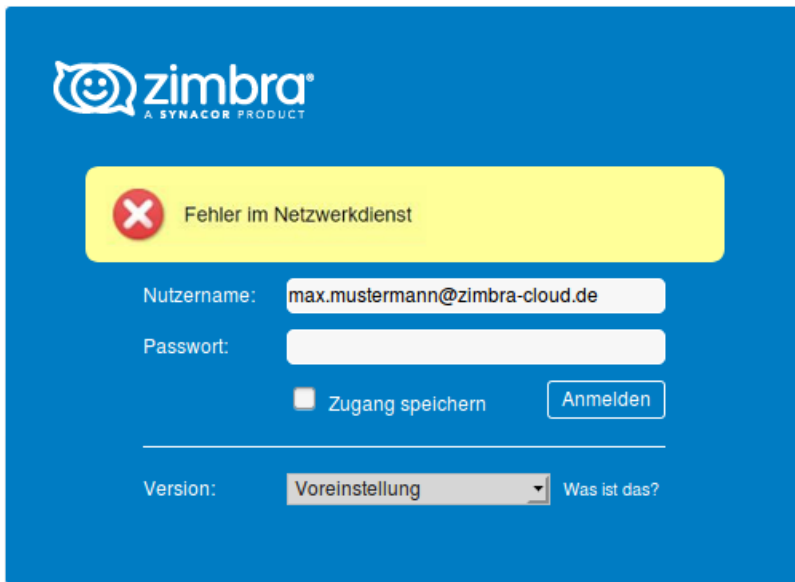 zimbra®
A SYNACOR PRODUCT
Fehler im Netzwerkdienst
Nutzername: max.mustermann@zimbra-cloud.de
Passwort:
Zugang speichern Anmelden
Version: Voreinstellung Was ist das?